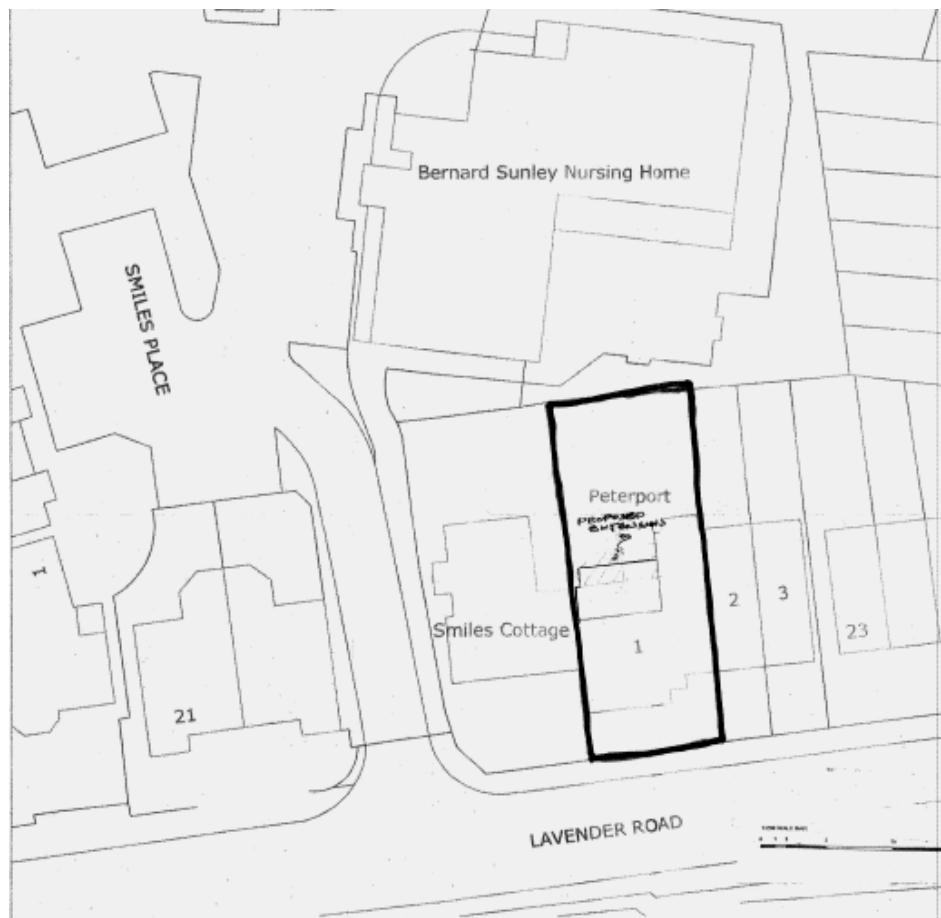 Bernard Sunley Nursing Home
SMILES PLACE
Peterport
PROPOSED
EXTENSIONS
1
2
3
23
Smiles Cottage
1
21
LAVENDER ROAD